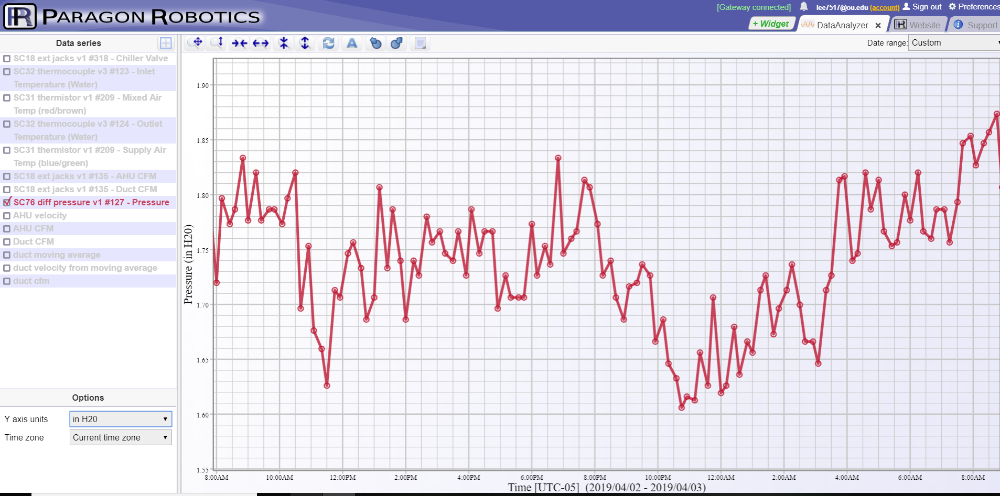 PARAGON ROBOTICS
[Gateway connected]
lee7517@ou.edu (account)
Sign out
Preferences
+ Widget
DataAnalyzer x
Website
Support
Data series
Date range: Custom
SC18 ext jacks v1 #318 - Chiller Valve
SC32 thermocouple v3 #123 - Inlet
Temperature (Water)
SC31 thermistor v1 #209 - Mixed Air
Temp (red/brown)
SC32 thermocouple v3 #124 - Outlet
Temperature (Water)
SC31 thermistor v1 #209 - Supply Air
Temp (blue/green)
SC18 ext jacks v1 #135 - AHU CFM
SC18 ext jacks v1 #135 - Duct CFM
SC76 diff pressure v1 #127 - Pressure
AHU velocity
AHU CFM
Duct CFM
duct moving average
duct velocity from moving average
duct cfm
Options
Y axis units in H20
Time zone Current time zone
A
Pressure (in H20)
1.90
1.85
1.80
1.75
1.70
1.65
1.60
1.55
8:00AM 10:00AM 12:00PM 2:00PM 4:00PM 6:00PM 8:00PM 10:00PM 12:00AM 2:00AM 4:00AM 6:00AM 8:00AM
Time [UTC-05] (2019/04/02 - 2019/04/03)